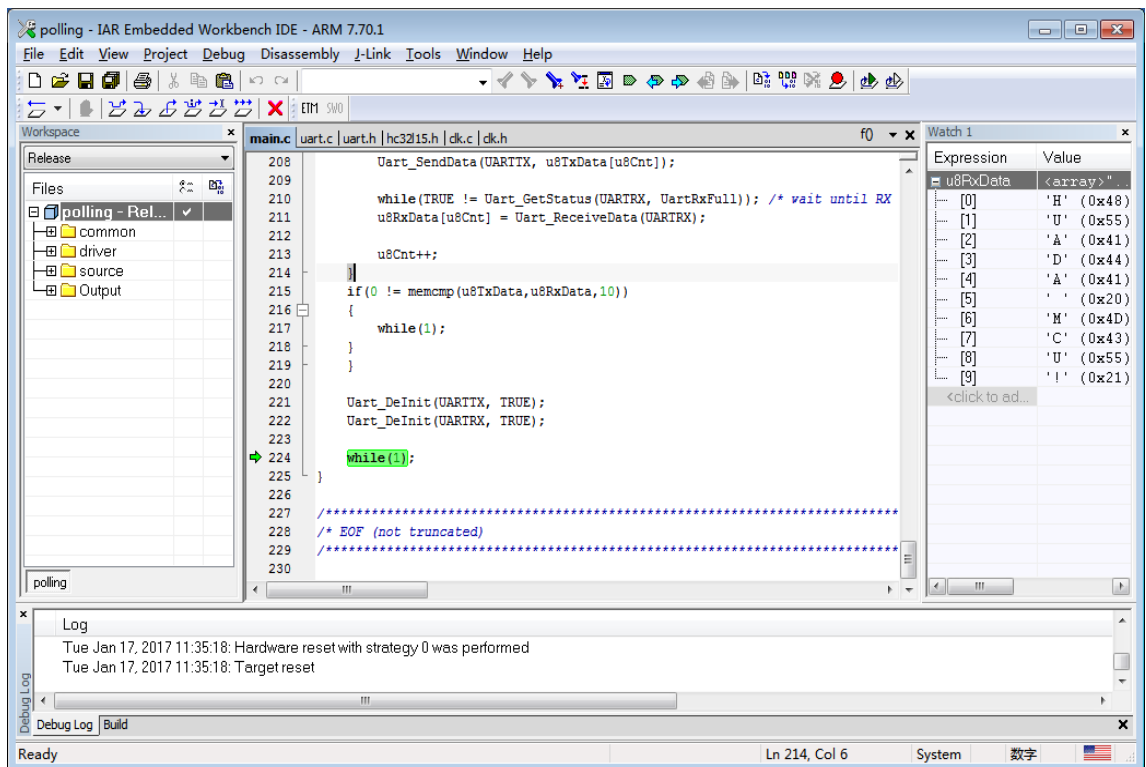 polling - IAR Embedded Workbench IDE - ARM 7.70.1
File Edit View Project Debug Disassembly J-Link Tools Window Help
ETM SWO
Workspace
Release
Files
polling - Rel...
common
driver
source
Output
polling
main.c uart.c uart.h hc32l15.h clk.c clk.h f()
208 Uart_SendData(UARTTX, u8TxData[u8Cnt]);
209
210 while(TRUE != Uart_GetStatus(UARTRX, UartRxFull)); /* wait until RX
211 u8RxData[u8Cnt] = Uart_ReceiveData(UARTRX);
212
213 u8Cnt++;
214 }
215 if(0 != memcmp(u8TxData,u8RxData,10))
216 {
217 while(1);
218 }
219 }
220
221 Uart_DeInit(UARTTX, TRUE);
222 Uart_DeInit(UARTRX, TRUE);
223
224 while(1);
225 }
226
227 /******************************************************************************
228 /* EOF (not truncated)
229 /******************************************************************************
230
Watch 1
Expression Value
u8RxData <array>"..
[0] 'H' (0x48)
[1] 'U' (0x55)
[2] 'A' (0x41)
[3] 'D' (0x44)
[4] 'A' (0x41)
[5] ' ' (0x20)
[6] 'M' (0x4D)
[7] 'C' (0x43)
[8] 'U' (0x55)
[9] '!' (0x21)
<click to ad...
Log
Tue Jan 17, 2017 11:35:18: Hardware reset with strategy 0 was performed
Tue Jan 17, 2017 11:35:18: Target reset
Debug Log
Debug Log Build
Ready Ln 214, Col 6 System 数字